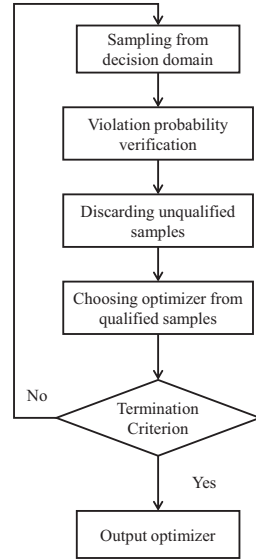 Sampling from
decision domain
Violation probability
verification
Discarding unqualified
samples
Choosing optimizer from
qualified samples
No
Termination
Criterion
Yes
Output optimizer